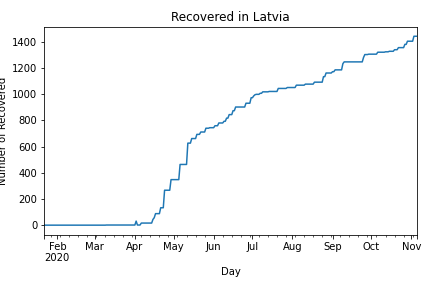 Recovered in Latvia
Number of Recovered
1400
1200
1000
800
600
400
200
0
Feb Mar Apr May Jun Jul Aug Sep Oct Nov
2020
Day